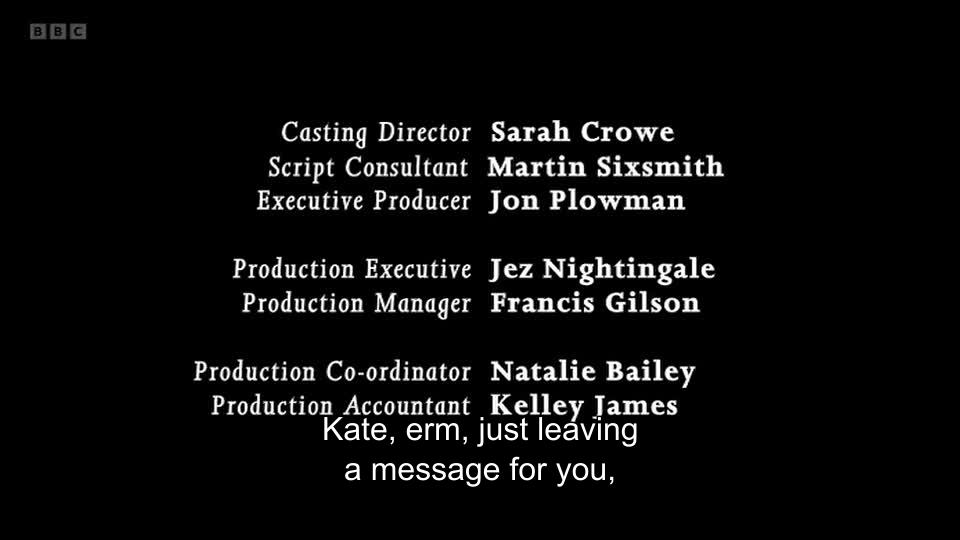 BBC
Casting Director Sarah Crowe
Script Consultant Martin Sixsmith
Executive Producer Jon Plowman
Production Executive Jez Nightingale
Production Manager Francis Gilson
Production Co-ordinator Natalie Bailey
Production Accountant Kelley James
Kate, erm, just leaving
a message for you,